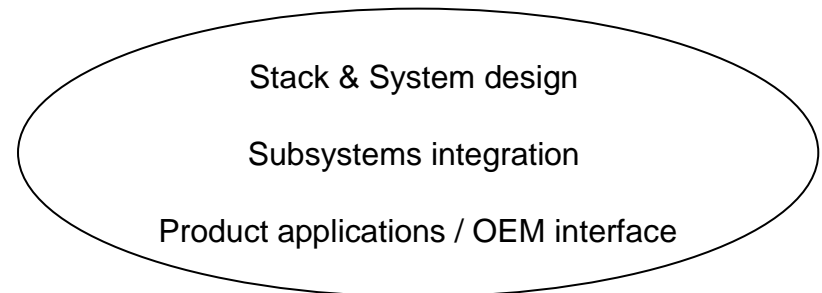 Stack & System design
Subsystems integration
Product applications / OEM interface